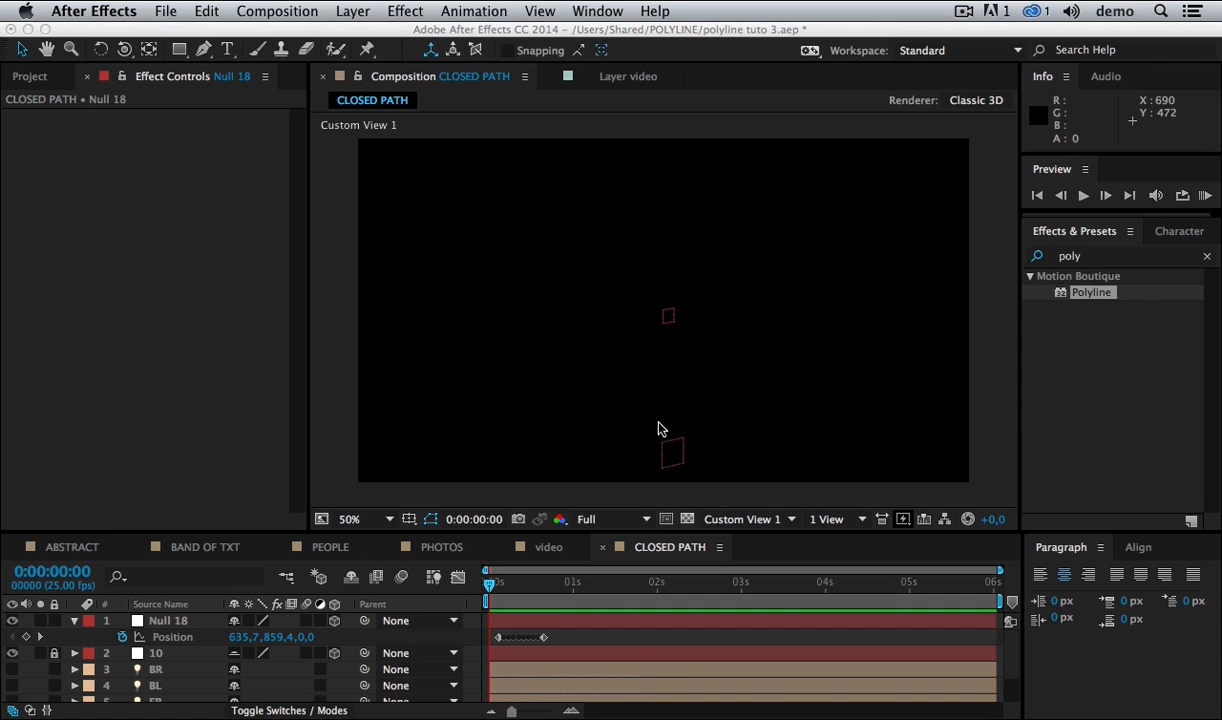 After Effects File Edit Composition Layer Effect Animation View Window Help 1 1 demo
Adobe After Effects CC 2014 - /Users/Shared/POLYLINE/polyline tuto 3.aep *
Snapping Workspace: Standard Search Help
Project × Effect Controls Null 18 × Composition CLOSED PATH Layer video Info Audio
CLOSED PATH • Null 18 CLOSED PATH Renderer: Classic 3D
R: X : 690
G: Y : 472
B:
A : 0
Custom View 1
Preview
Effects & Presets Character
poly
Motion Boutique
32 Polyline
50% 0:00:00:00 Full Custom View 1 1 View +0,0
ABSTRACT BAND OF TXT PEOPLE PHOTOS video × CLOSED PATH Paragraph Align
0:00:00:00
00000 (25.00 fps)
0s 01s 02s 03s 04s 05s 06s
# Source Name fx Parent
0 px 0 px 0 px
0 px 0 px
1 Null 18 None
Position 635,7,859,4,0,0
2 10 None
3 BR None
4 BL None
None
Toggle Switches / Modes